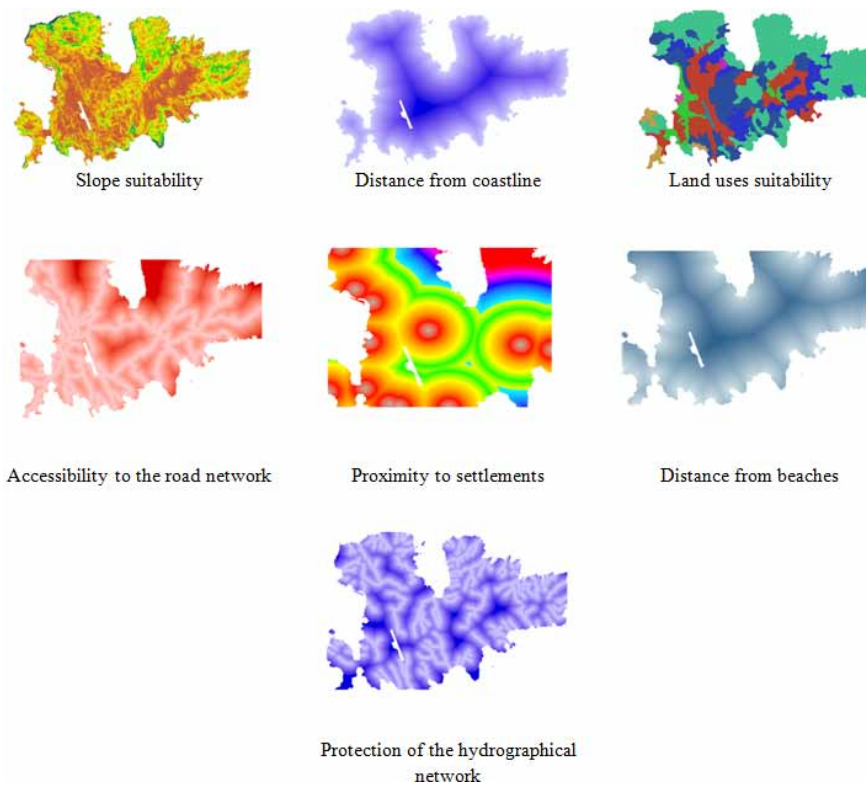 Slope suitability
Distance from coastline
Land uses suitability
Accessibility to the road network
Proximity to settlements
Distance from beaches
Protection of the hydrographical
network